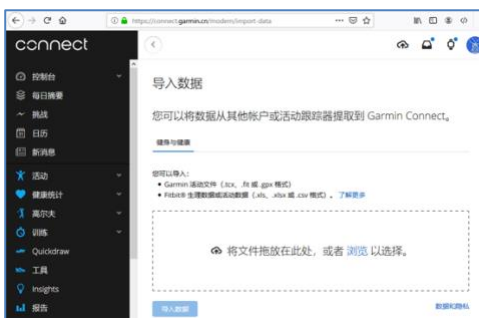 https://connect.garmin.cn/modern/import-data
connect
控制台
每日摘要
挑战
日历
新消息
活动
健康统计
高尔夫
训练
Quickdraw
工具
Insights
报告
导入数据
您可以将数据从其他帐户或活动跟踪器提取到 Garmin Connect。
健身与健康
您可以导入：
• Garmin 活动文件（.tcx、.fit 或 .gpx 格式）
• Fitbit® 生理数据或活动数据（.xls、.xlsx 或 .csv 格式）。了解更多
将文件拖放在此处，或者 浏览 以选择。
导入数据
数据和隐私